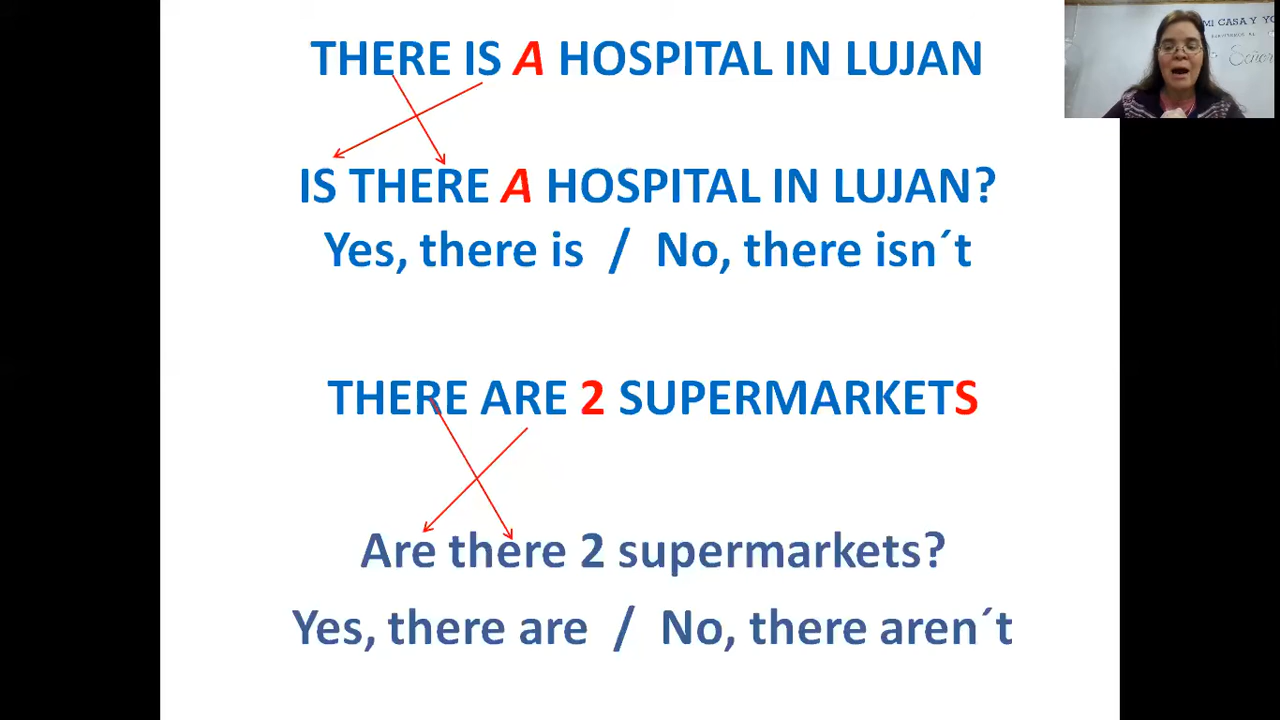 THERE IS A HOSPITAL IN LUJAN
IS THERE A HOSPITAL IN LUJAN?
Yes, there is / No, there isn´t
THERE ARE 2 SUPERMARKETS
Are there 2 supermarkets?
Yes, there are / No, there aren´t
MI CASA Y YO
Señor